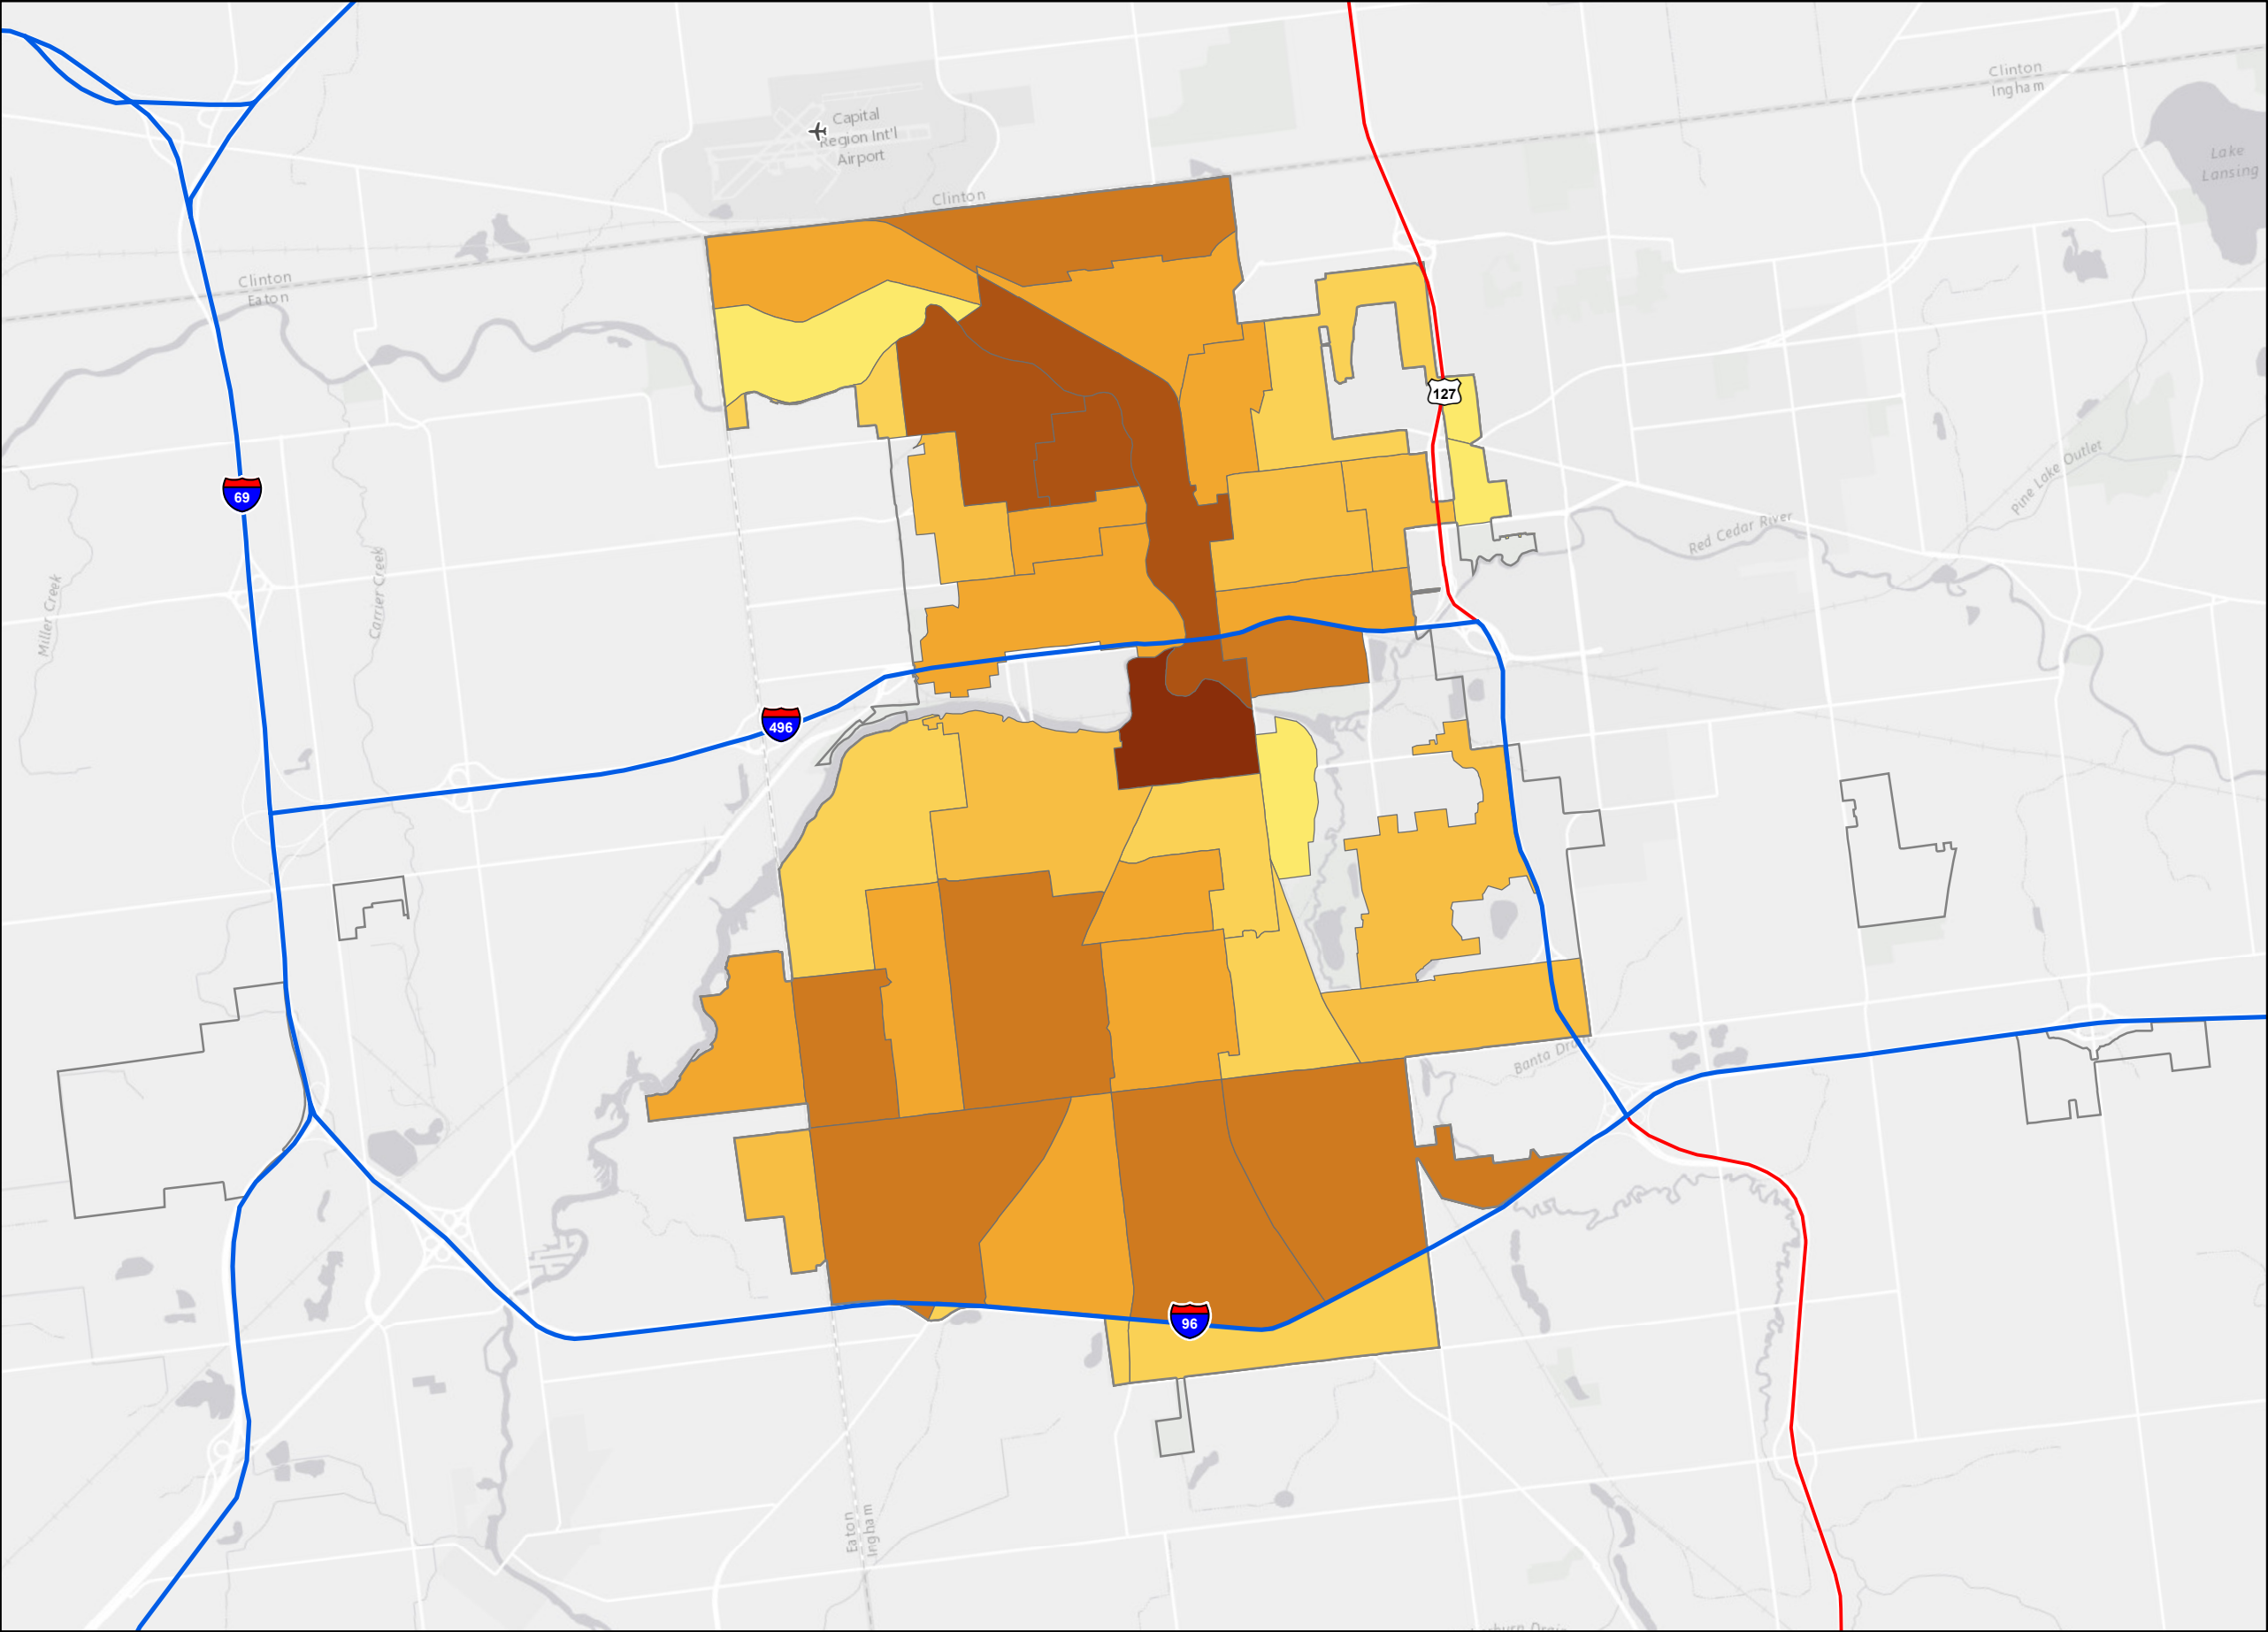 Clinton
Ingham
Capital
Region Int'l
Airport
Lake
Lansing
Clinton
Clinton
Eaton
127
Pine Lake Outlet
69
Red Cedar River
Carrier Creek
Miller Creek
496
Banta Drain
96
Eaton
Ingham